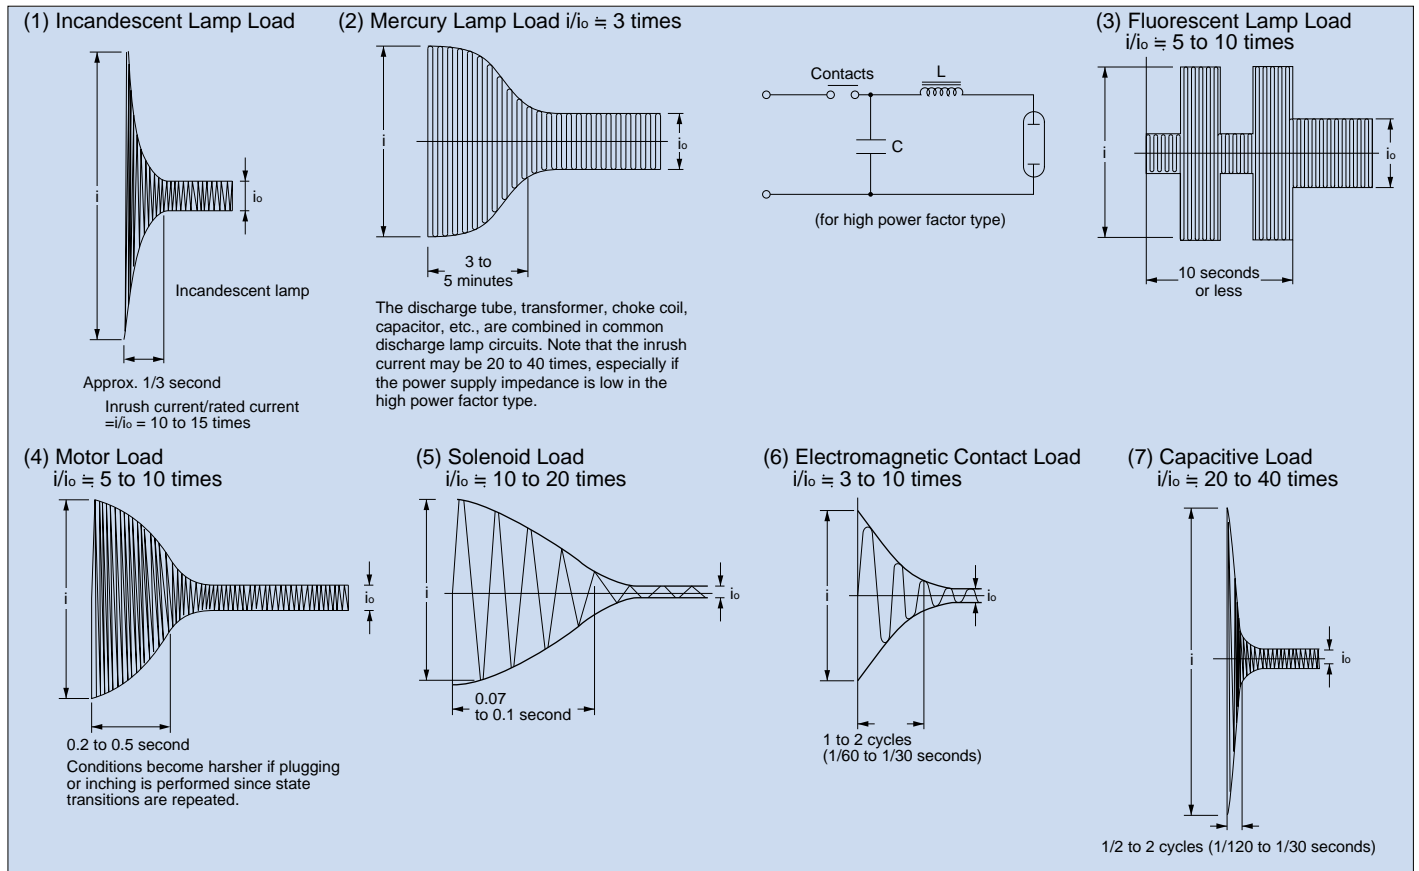 (1) Incandescent Lamp Load
i
io
Incandescent lamp
Approx. 1/3 second
Inrush current/rated current
=i/io = 10 to 15 times
(2) Mercury Lamp Load i/io ≒ 3 times
i
io
3 to
5 minutes
The discharge tube, transformer, choke coil,
capacitor, etc., are combined in common
discharge lamp circuits. Note that the inrush
current may be 20 to 40 times, especially if
the power supply impedance is low in the
high power factor type.
Contacts
L
C
(for high power factor type)
(3) Fluorescent Lamp Load
i/io ≒ 5 to 10 times
i
io
10 seconds
or less
(4) Motor Load
i/io ≒ 5 to 10 times
i
io
0.2 to 0.5 second
Conditions become harsher if plugging
or inching is performed since state
transitions are repeated.
(5) Solenoid Load
i/io ≒ 10 to 20 times
i
io
0.07
to 0.1 second
(6) Electromagnetic Contact Load
i/io ≒ 3 to 10 times
i
io
1 to 2 cycles
(1/60 to 1/30 seconds)
(7) Capacitive Load
i/io ≒ 20 to 40 times
i
io
1/2 to 2 cycles (1/120 to 1/30 seconds)